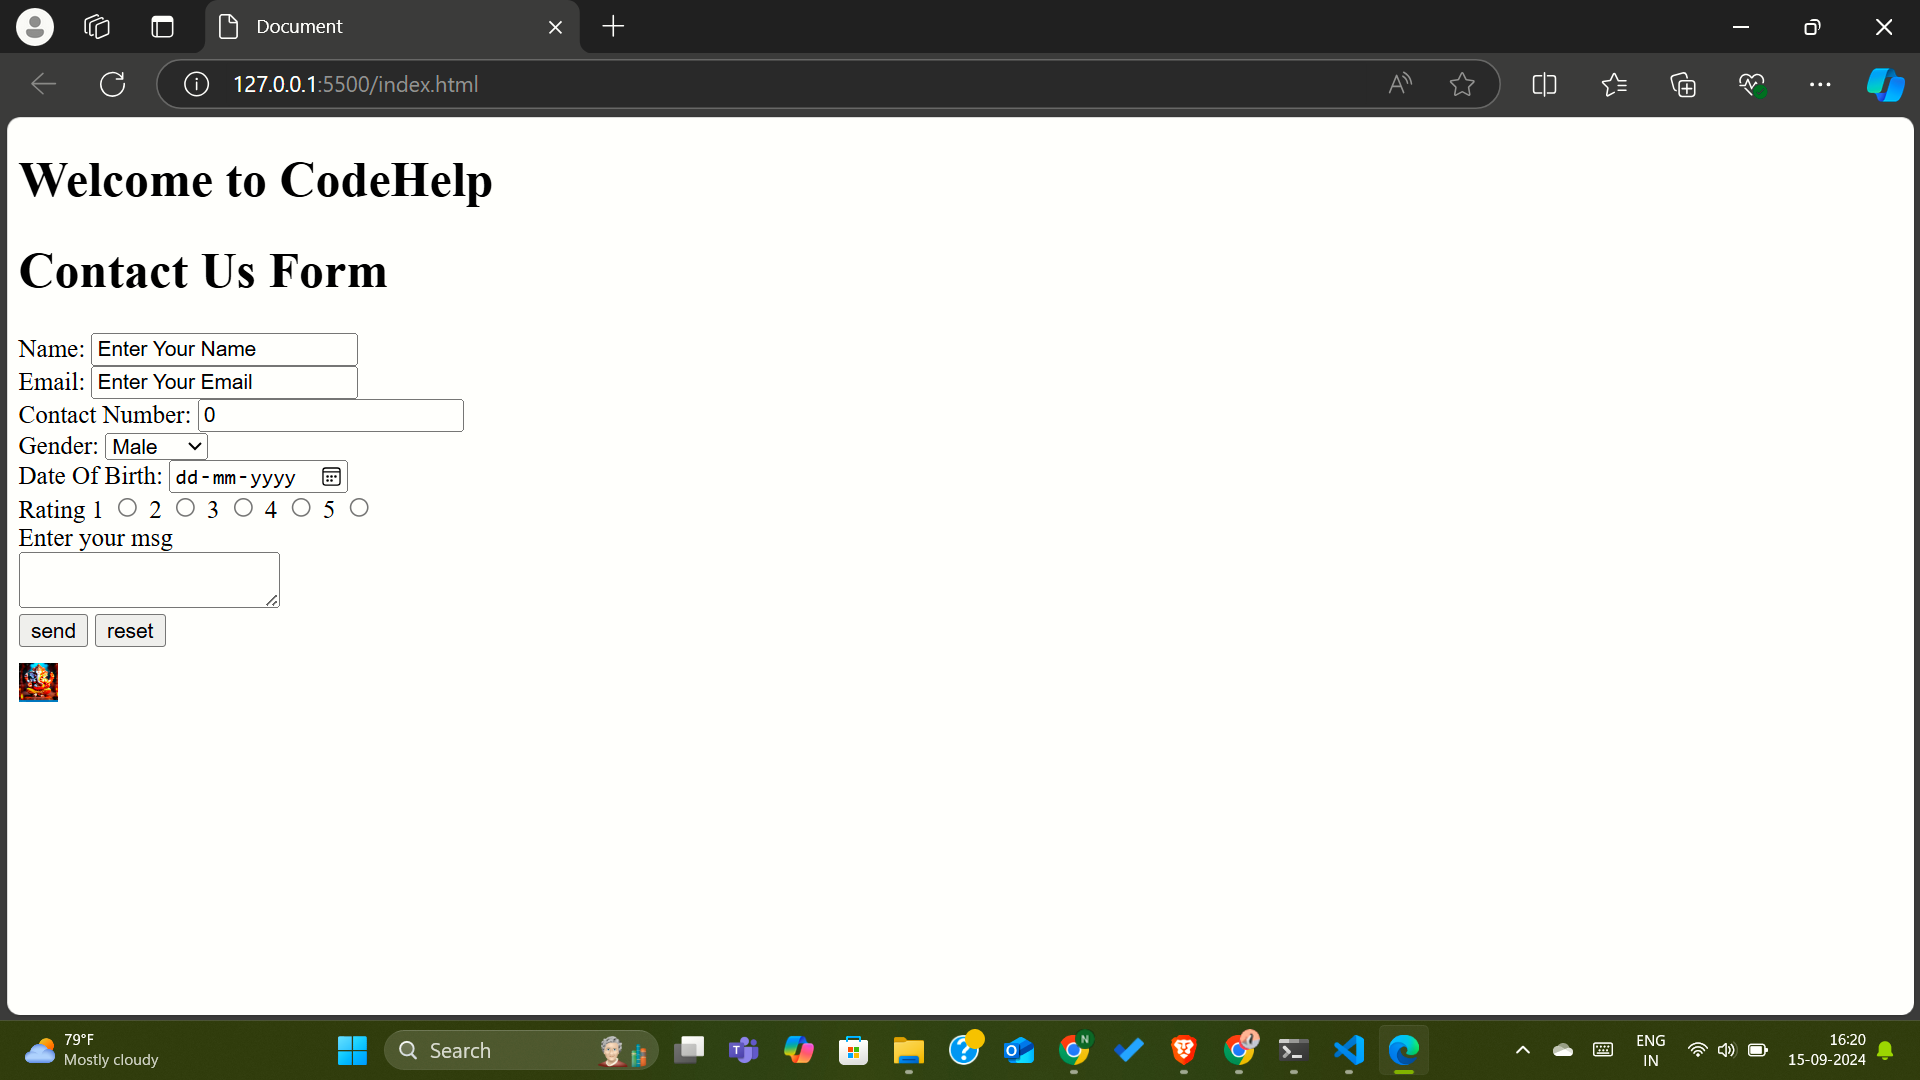 Document
127.0.0.1:5500/index.html
Welcome to CodeHelp
Contact Us Form
Name: Enter Your Name
Email: Enter Your Email
Contact Number: 0
Gender: Male
Date Of Birth: dd-mm-yyyy
Rating 1 2 3 4 5
Enter your msg
send reset
79°F
Mostly cloudy
Search
N
ENG
IN
16:20
15-09-2024